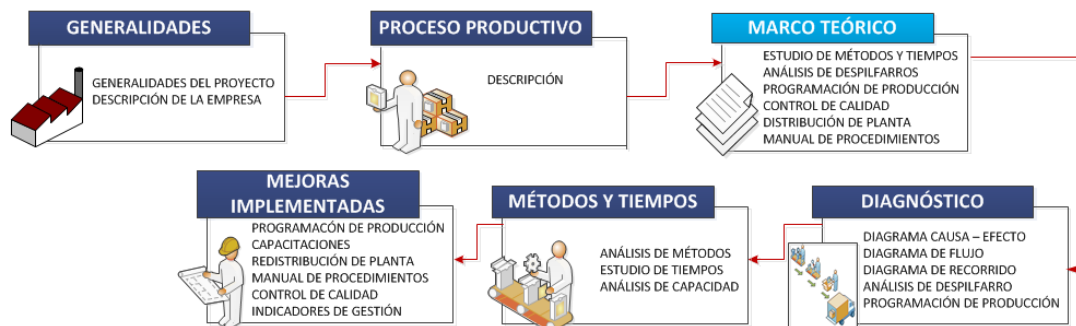 GENERALIDADES
GENERALIDADES DEL PROYECTO
DESCRIPCIÓN DE LA EMPRESA
PROCESO PRODUCTIVO
DESCRIPCIÓN
MARCO TEÓRICO
ESTUDIO DE MÉTODOS Y TIEMPOS
ANÁLISIS DE DESPILFARROS
PROGRAMACIÓN DE PRODUCCIÓN
CONTROL DE CALIDAD
DISTRIBUCIÓN DE PLANTA
MANUAL DE PROCEDIMIENTOS
MEJORAS
IMPLEMENTADAS
PROGRAMACÓN DE PRODUCCIÓN
CAPACITACIONES
REDISTRIBUCIÓN DE PLANTA
MANUAL DE PROCEDIMIENTOS
CONTROL DE CALIDAD
INDICADORES DE GESTIÓN
MÉTODOS Y TIEMPOS
ANÁLISIS DE MÉTODOS
ESTUDIO DE TIEMPOS
ANÁLISIS DE CAPACIDAD
DIAGNÓSTICO
DIAGRAMA CAUSA – EFECTO
DIAGRAMA DE FLUJO
DIAGRAMA DE RECORRIDO
ANÁLISIS DE DESPILFARRO
PROGRAMACIÓN DE PRODUCCIÓN